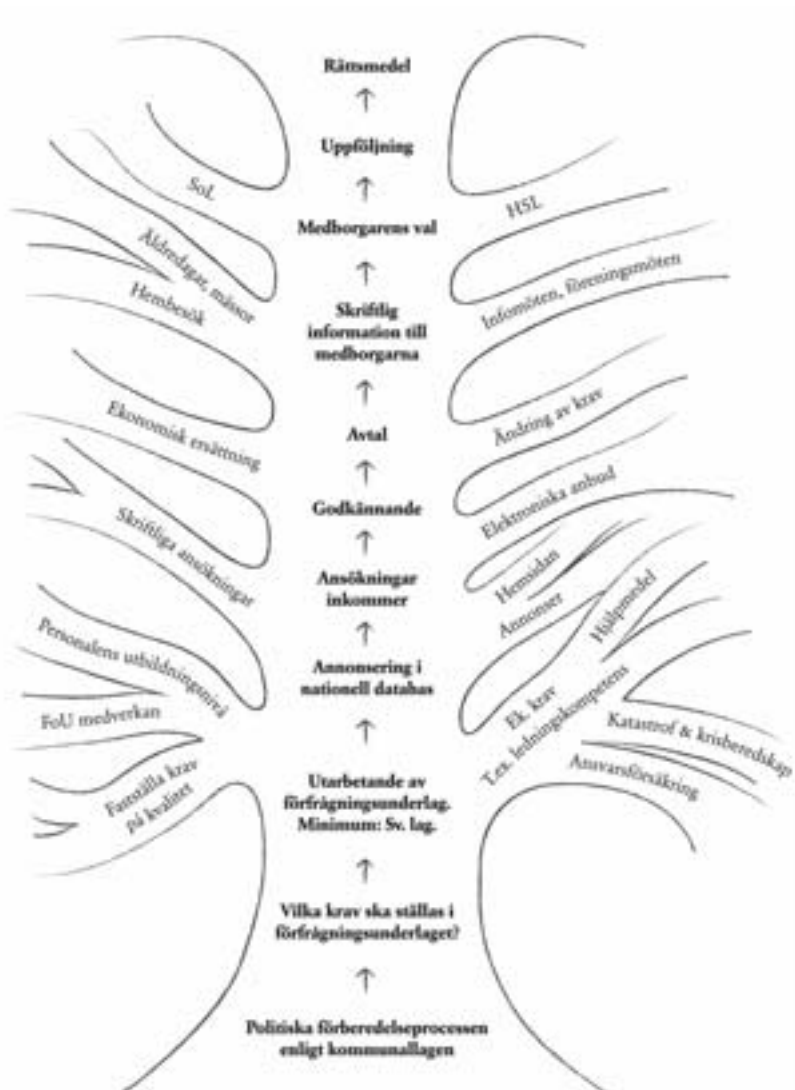 Rättsmedel
Uppföljning
Medborgarens val
Skriftlig
information till
medborgarna
Avtal
Godkännande
Ansökningar
inkommer
Annonsering i
nationell databas
Utarbetande av
förfrågningsunderlag.
Minimum: Sv. lag.
Vilka krav ska ställas i
förfrågningsunderlaget?
Politiska förberedelseprocessen
enligt kommunallagen
SoL
Äldredagar, mässor
Hembesök
Ekonomisk ersättning
Skriftliga ansökningar
Personalens utbildningsnivå
FoU medverkan
Fastställa krav
på kvalitet
HSL
Infomöten, föreningsmöten
Ändring av krav
Elektroniska anbud
Hemsidan
Annonser
Hjälpmedel
Ek. krav
T.ex. ledningskompetens
Katastrof & krisberedskap
Ansvarsförsäkring